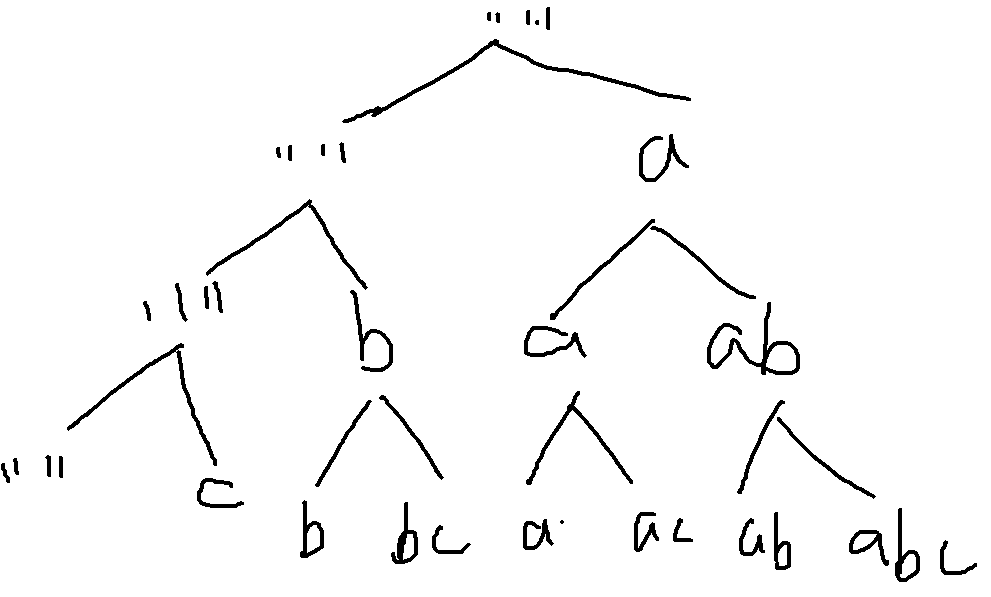 " "
" " a
" " b a ab
" " c b bc a ac ab abc